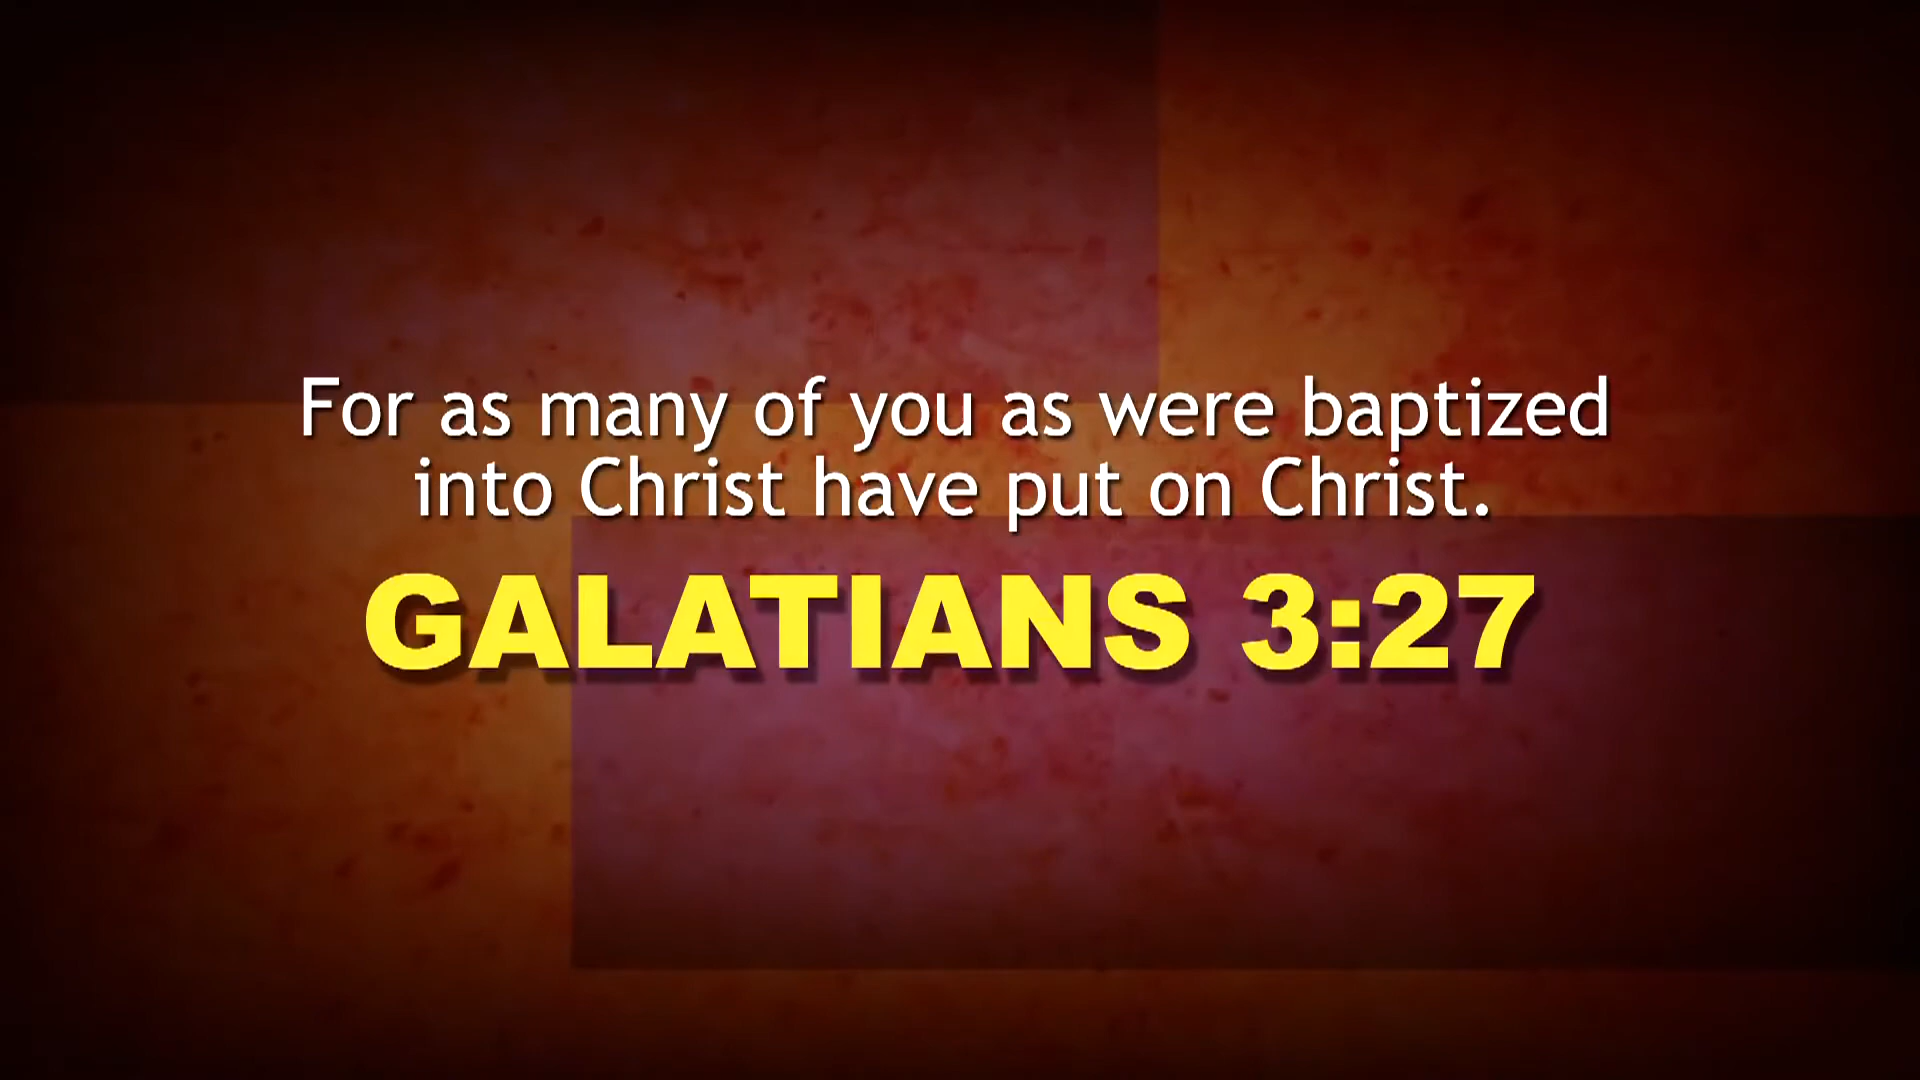 For as many of you as were baptized
into Christ have put on Christ.
GALATIANS 3:27